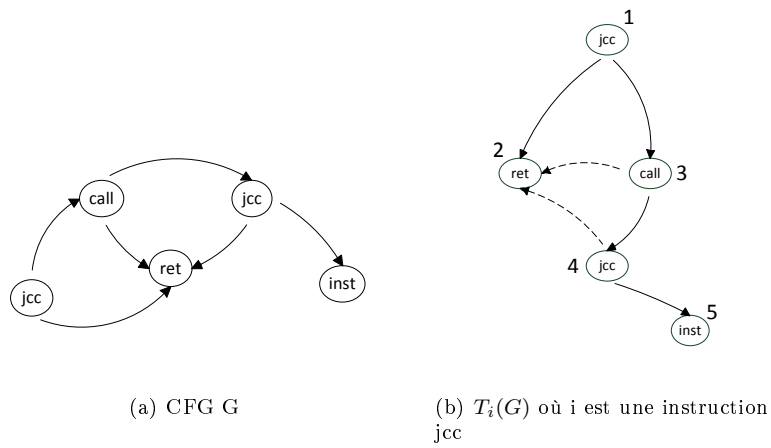 1
jcc
2
ret
call
3
call
jcc
ret
jcc
inst
4
jcc
5
inst
(a) CFG G
(b) $T_i(G)$ où i est une instruction
jcc